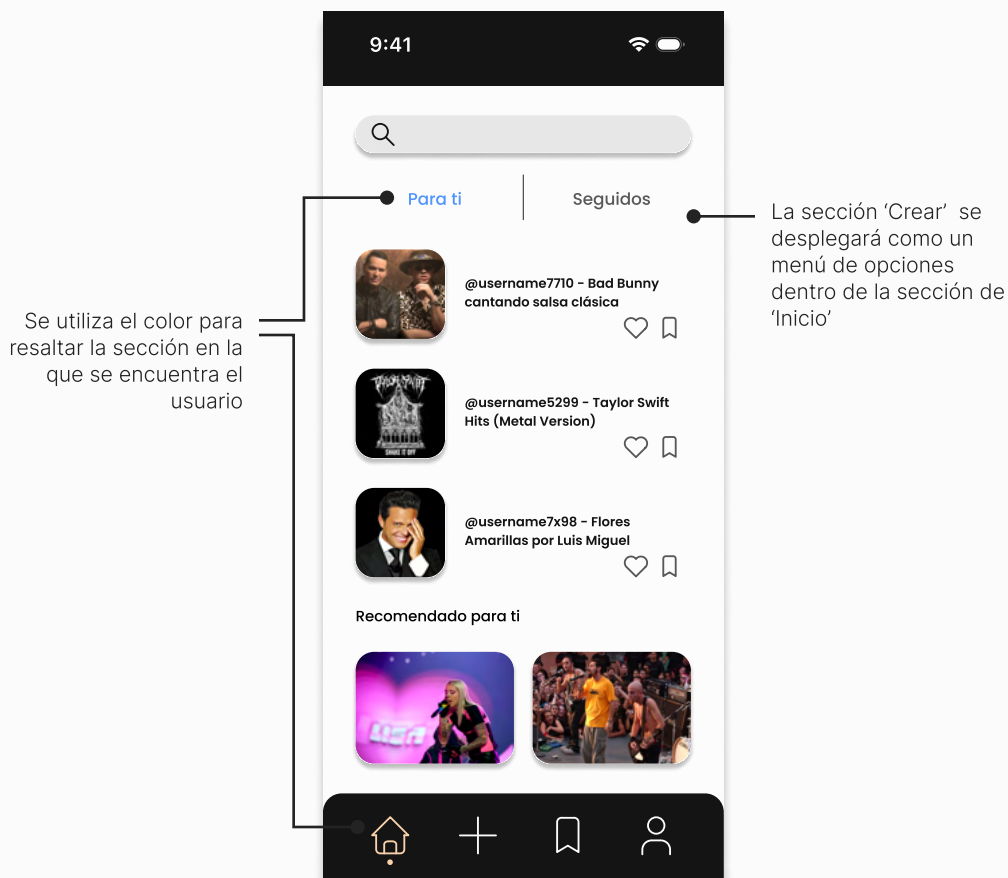 9:41
Para ti
Seguidos
La sección ‘Crear’ se
desplegará como un
menú de opciones
dentro de la sección de
‘Inicio’
Se utiliza el color para
resaltar la sección en la
que se encuentra el
usuario
@username7710 - Bad Bunny
cantando salsa clásica
@username5299 - Taylor Swift
Hits (Metal Version)
SHAKE IT OFF
@username7x98 - Flores
Amarillas por Luis Miguel
Recomendado para ti